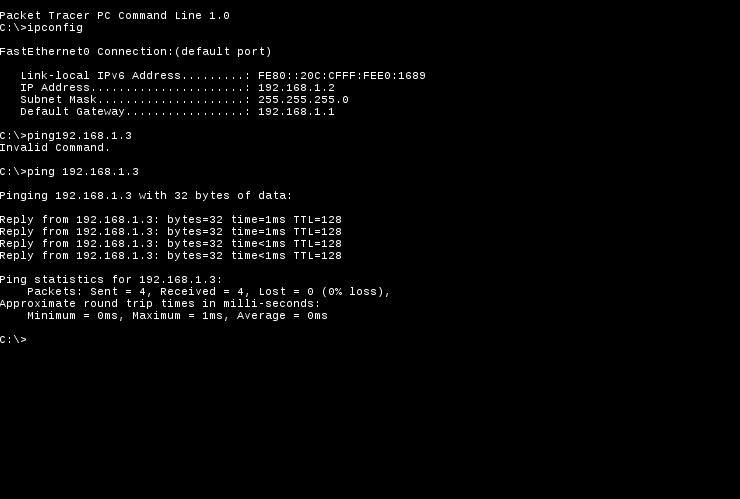 Packet Tracer PC Command Line 1.0
C:\>ipconfig
FastEthernet0 Connection:(default port)
Link-local IPv6 Address.........: FE80::20C:CFFF:FEE0:1689
IP Address......................: 192.168.1.2
Subnet Mask.....................: 255.255.255.0
Default Gateway.................: 192.168.1.1
C:\>ping192.168.1.3
Invalid Command.
C:\>ping 192.168.1.3
Pinging 192.168.1.3 with 32 bytes of data:
Reply from 192.168.1.3: bytes=32 time=1ms TTL=128
Reply from 192.168.1.3: bytes=32 time=1ms TTL=128
Reply from 192.168.1.3: bytes=32 time<1ms TTL=128
Reply from 192.168.1.3: bytes=32 time<1ms TTL=128
Ping statistics for 192.168.1.3:
Packets: Sent = 4, Received = 4, Lost = 0 (0% loss),
Approximate round trip times in milli-seconds:
Minimum = 0ms, Maximum = 1ms, Average = 0ms
C:\>